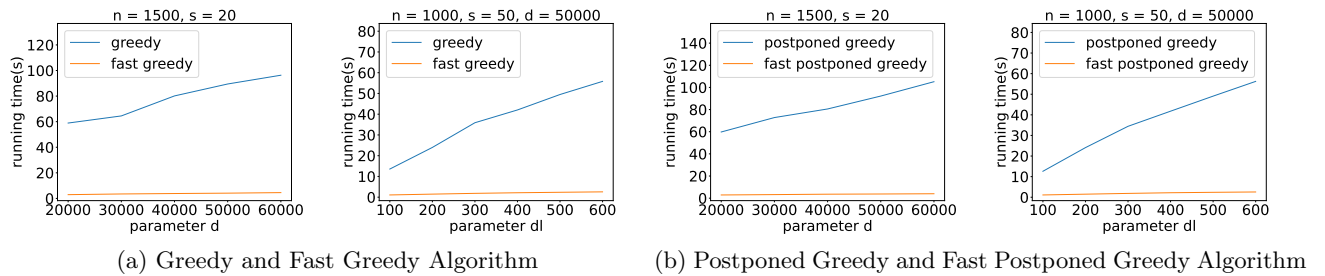 n = 1500, s = 20
running time(s)
120
100
80
60
40
20
0
greedy
fast greedy
20000 30000 40000 50000 60000
parameter d
n = 1000, s = 50, d = 50000
running time(s)
80
70
60
50
40
30
20
10
0
greedy
fast greedy
100 200 300 400 500 600
parameter dl
(a) Greedy and Fast Greedy Algorithm
n = 1500, s = 20
running time(s)
140
120
100
80
60
40
20
0
postponed greedy
fast postponed greedy
20000 30000 40000 50000 60000
parameter d
n = 1000, s = 50, d = 50000
running time(s)
80
70
60
50
40
30
20
10
0
postponed greedy
fast postponed greedy
100 200 300 400 500 600
parameter dl
(b) Postponed Greedy and Fast Postponed Greedy Algorithm